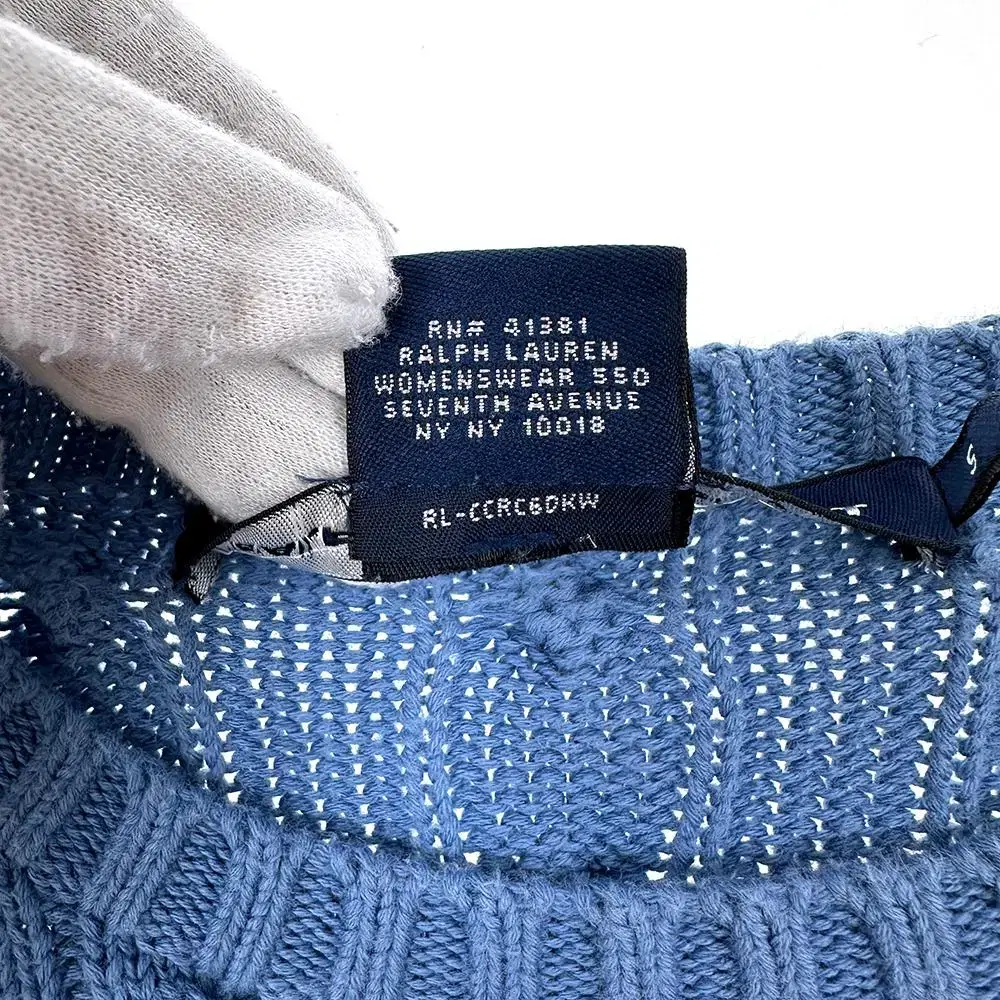 RN# 41381
RALPH LAUREN
WOMENSWEAR 550
SEVENTH AVENUE
NY NY 10018
RL-CCRC6DKW
S